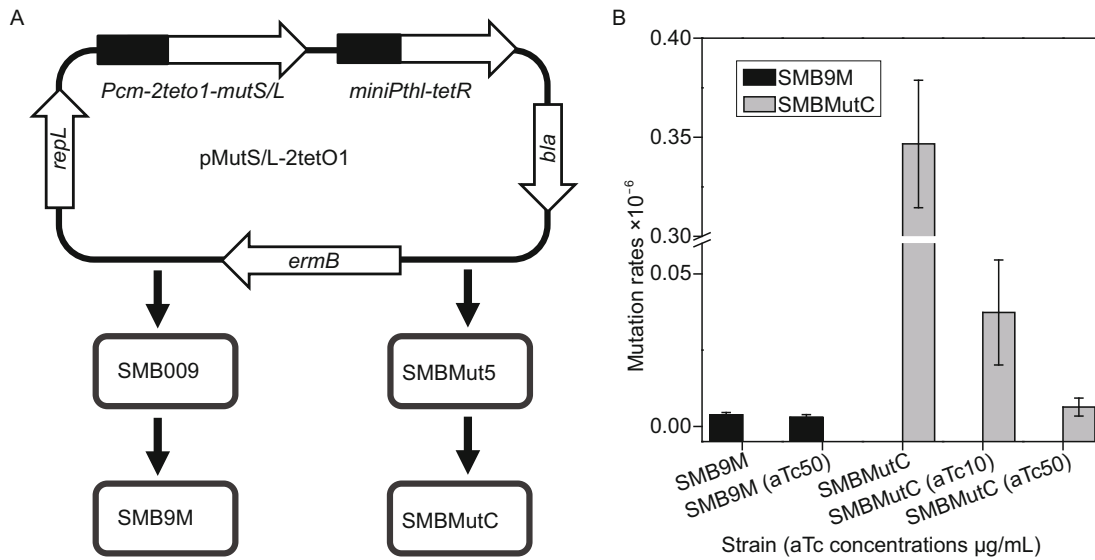 A
Pcm-2teto1-mutS/L
miniPthl-tetR
repL
pMutS/L-2tetO1
bla
ermB
SMB009
SMBMut5
SMB9M
SMBMutC
B
0.40
0.35
0.30
0.05
0.00
Mutation rates ×10⁻⁶
SMB9M
SMBMutC
SMB9M
SMB9M (aTc50)
SMBMutC
SMBMutC (aTc10)
SMBMutC (aTc50)
Strain (aTc concentrations μg/mL)